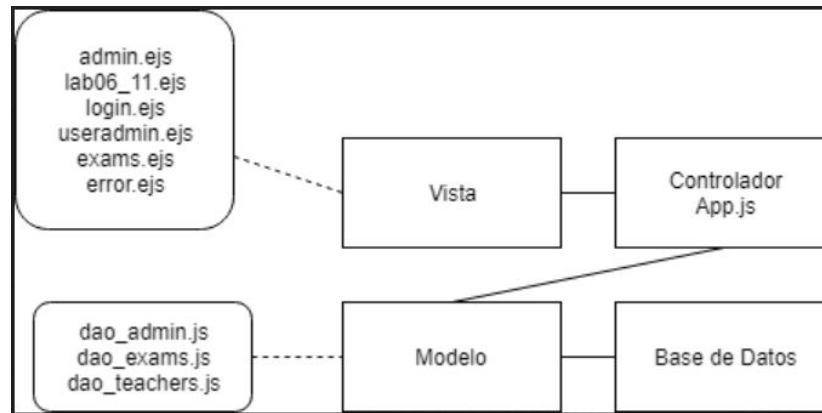 admin.ejs
lab06_11.ejs
login.ejs
useradmin.ejs
exams.ejs
error.ejs
Vista
Controlador
App.js
dao_admin.js
dao_exams.js
dao_teachers.js
Modelo
Base de Datos